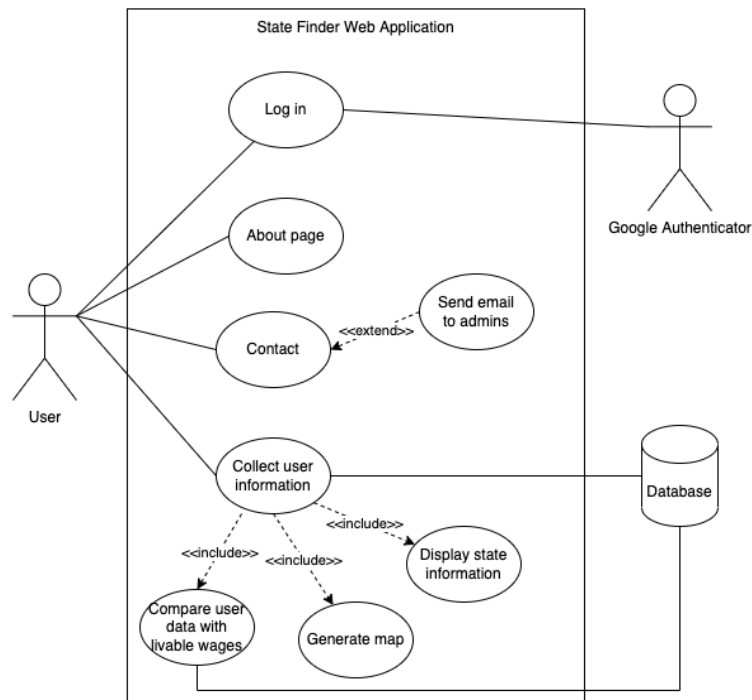 State Finder Web Application
Log in
Google Authenticator
About page
Send email
to admins
<<extend>>
Contact
User
Collect user
information
Database
<<include>>
<<include>>
<<include>>
Display state
information
Compare user
data with
livable wages
Generate map